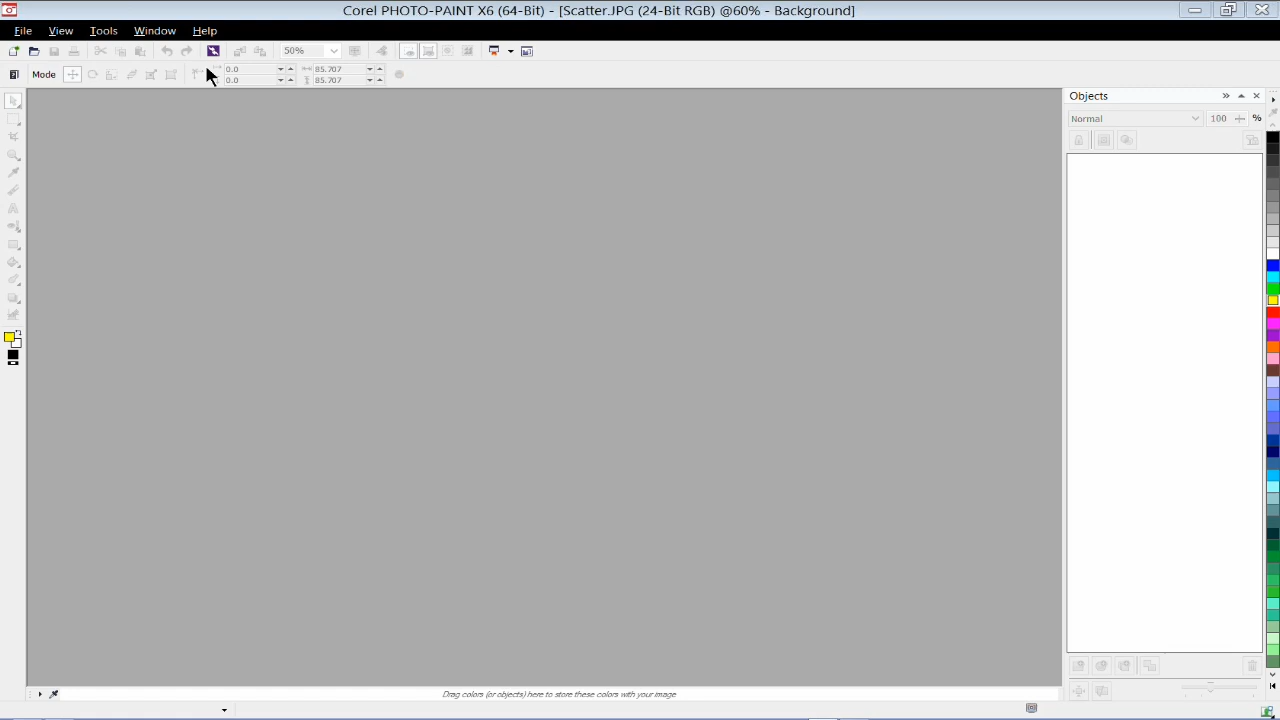 Corel PHOTO-PAINT X6 (64-Bit) - [Scatter.JPG (24-Bit RGB) @60% - Background]
File View Tools Window Help
50%
Mode 0.0 85.707
0.0 85.707
Objects
Normal 100 %
Drag colors (or objects) here to store these colors with your image